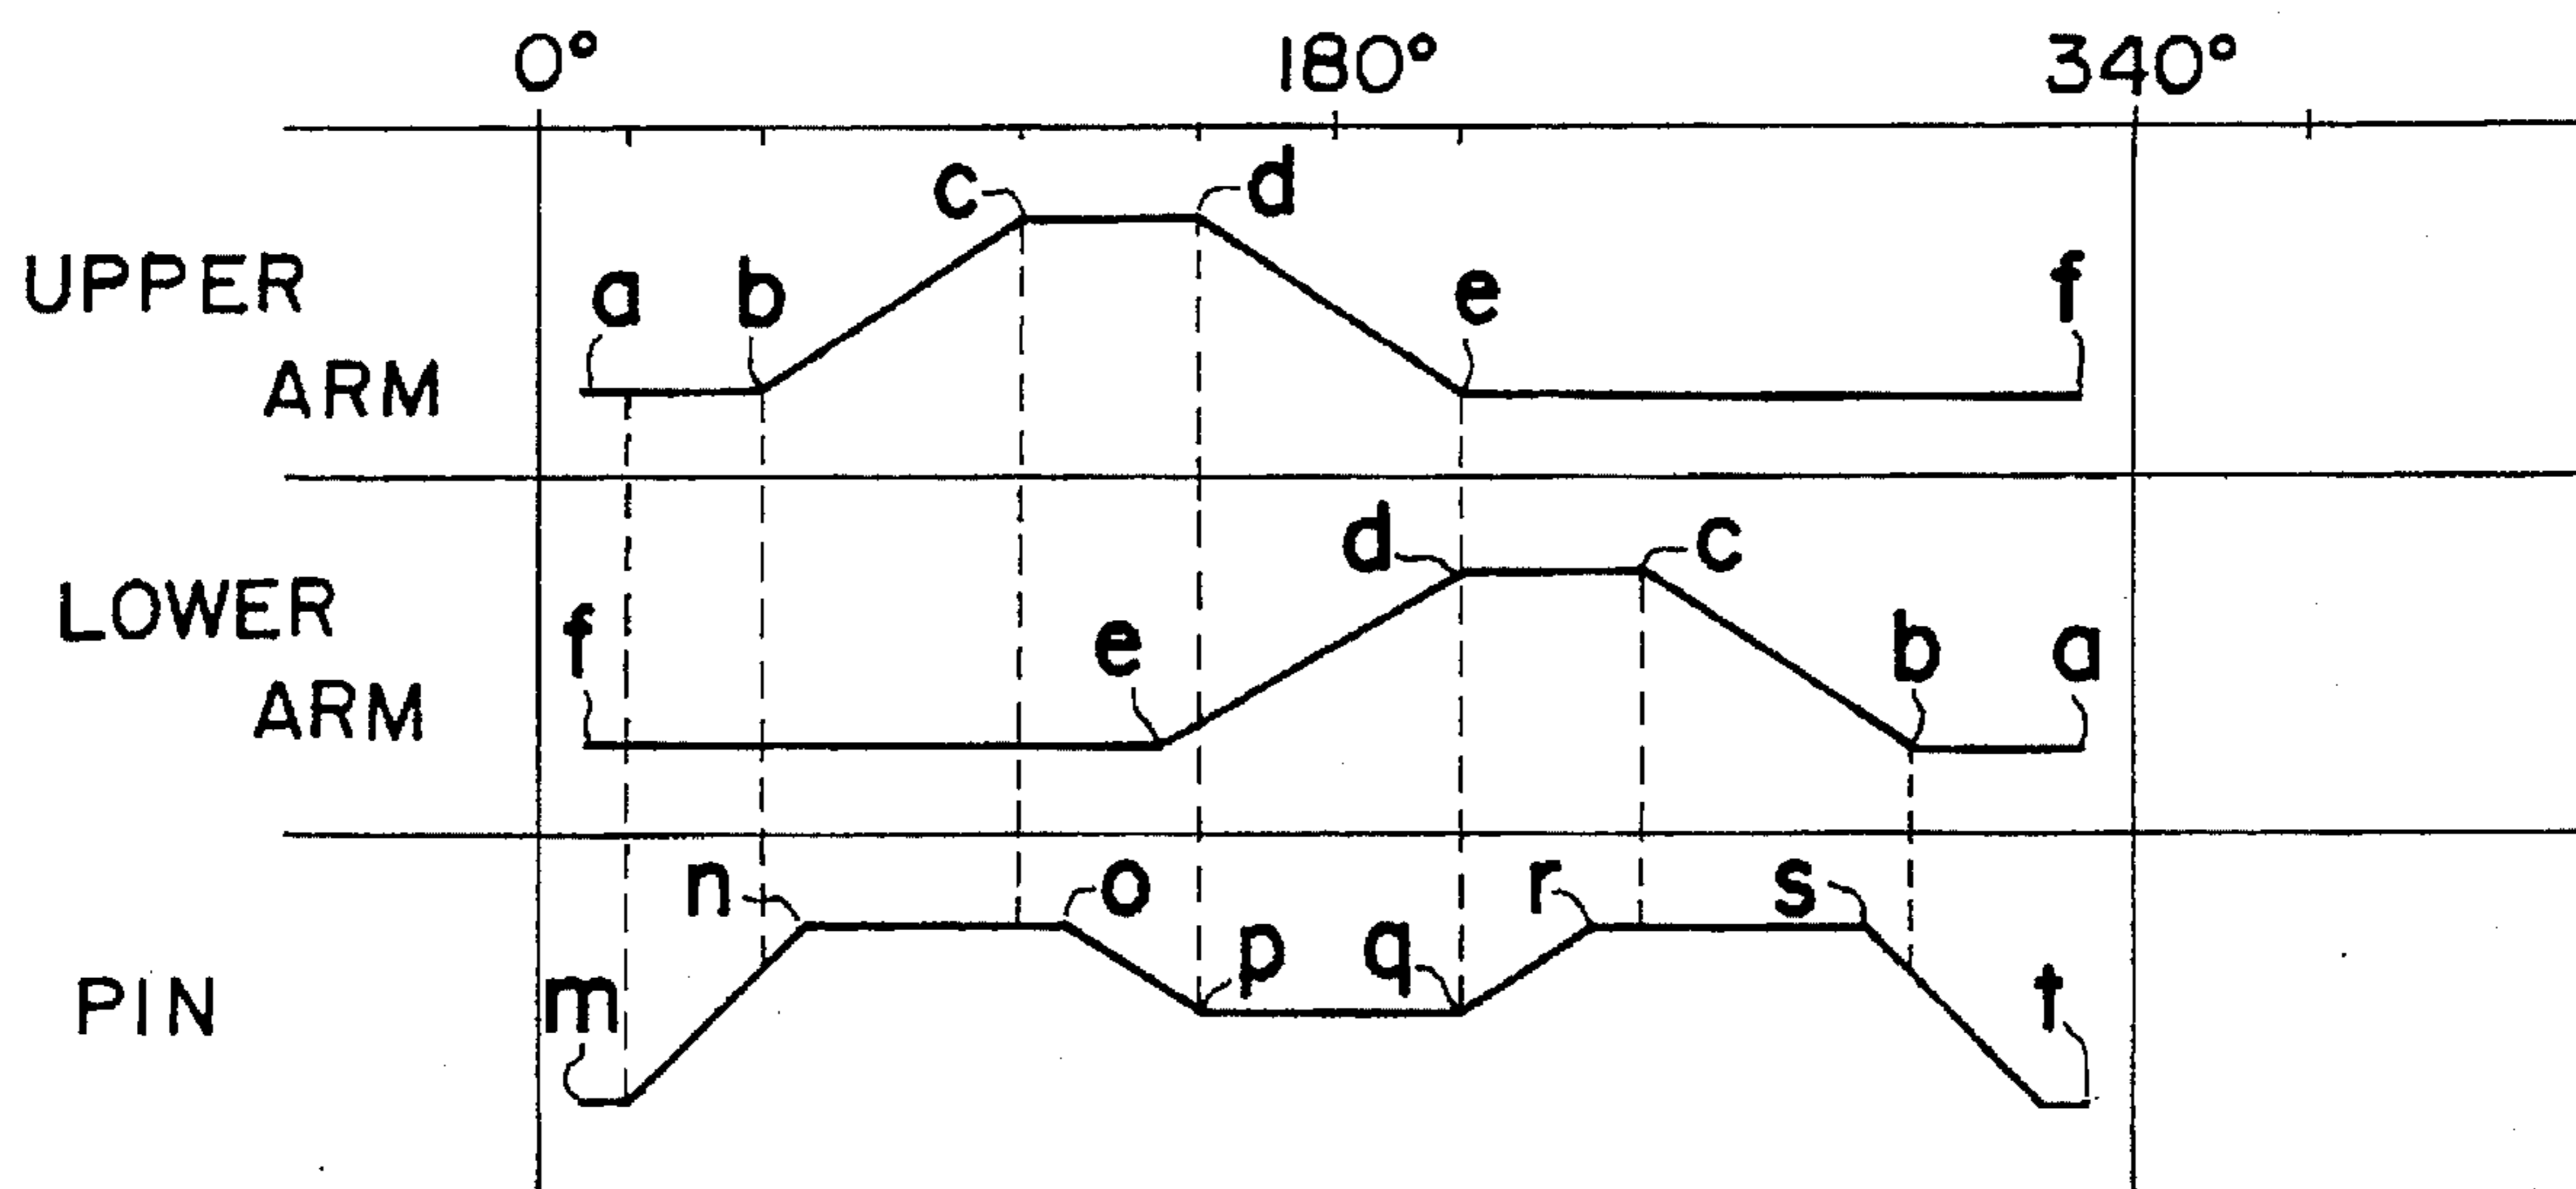 0° 180° 340°
c d
UPPER ARM
a b e f
d c
LOWER ARM
f e b a
n o r s
PIN
m p q t